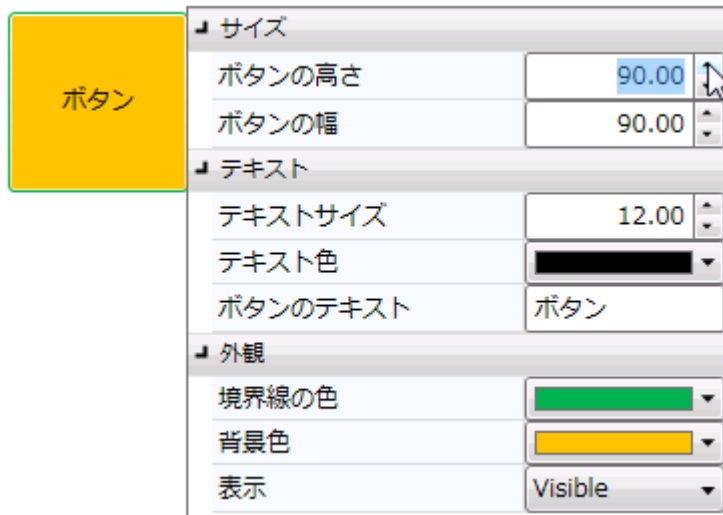 ボタン
サイズ
ボタンの高さ 90.00
ボタンの幅 90.00
テキスト
テキストサイズ 12.00
テキスト色
ボタンのテキスト ボタン
外観
境界線の色
背景色
表示 Visible